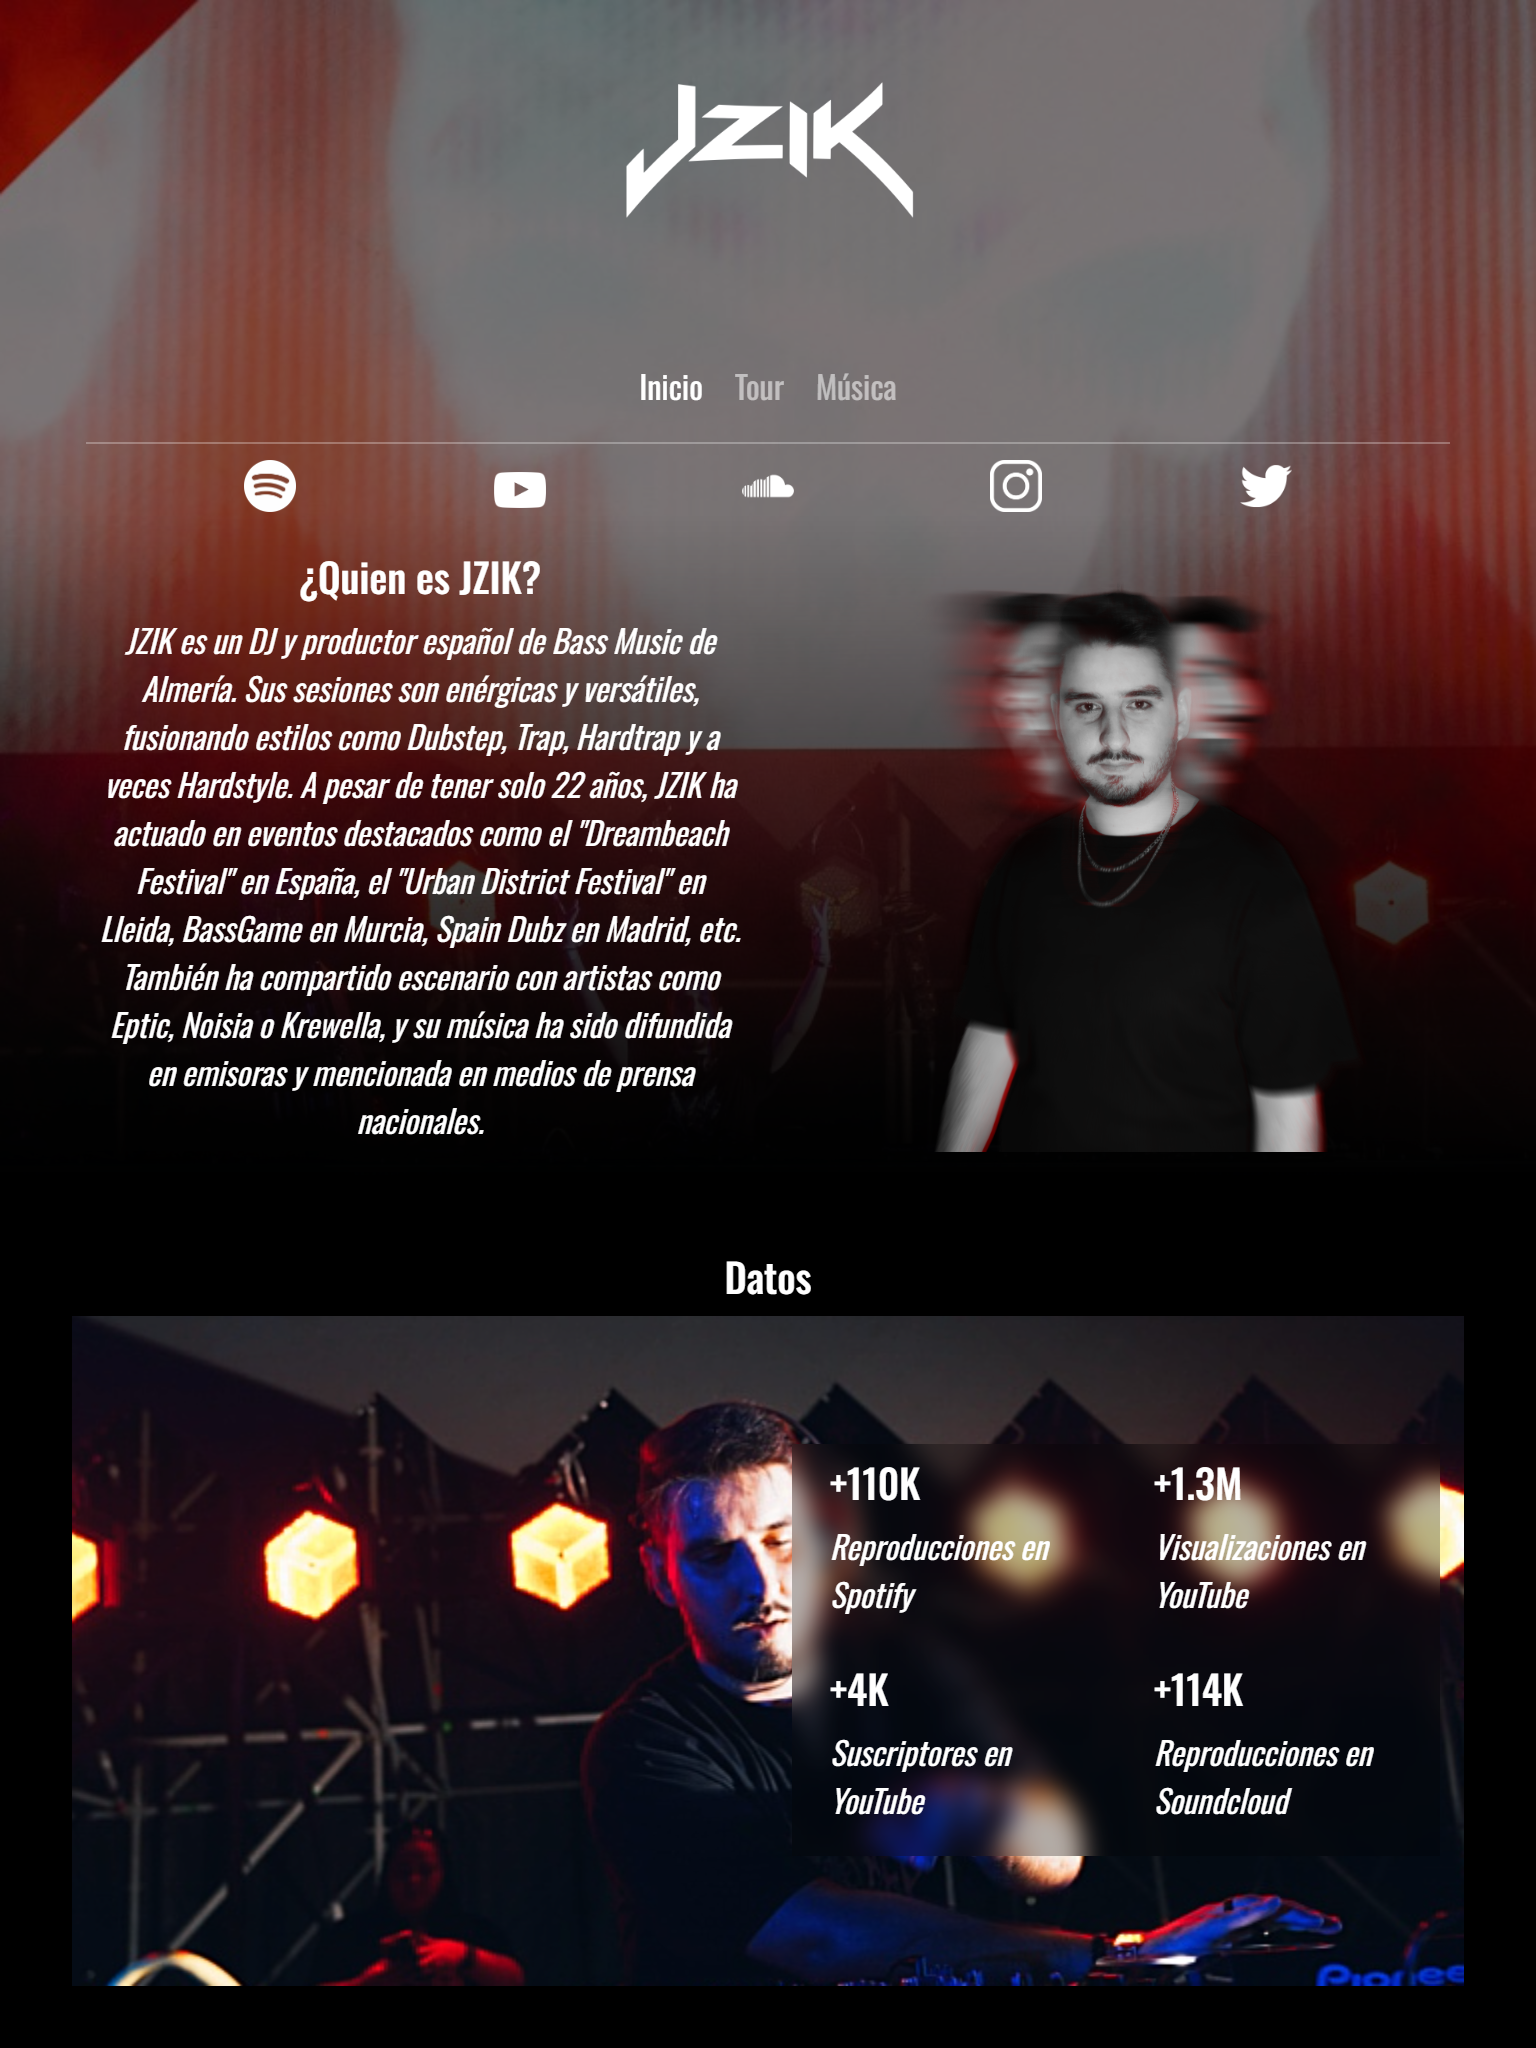 JZIK
Inicio Tour Música
¿Quien es JZIK?
JZIK es un DJ y productor español de Bass Music de
Almería. Sus sesiones son enérgicas y versátiles,
fusionando estilos como Dubstep, Trap, Hardtrap y a
veces Hardstyle. A pesar de tener solo 22 años, JZIK ha
actuado en eventos destacados como el "Dreambeach
Festival" en España, el "Urban District Festival" en
Lleida, BassGame en Murcia, Spain Dubz en Madrid, etc.
También ha compartido escenario con artistas como
Eptic, Noisia o Krewella, y su música ha sido difundida
en emisoras y mencionada en medios de prensa
nacionales.
Datos
+110K
Reproducciones en
Spotify
+1.3M
Visualizaciones en
YouTube
+4K
Suscriptores en
YouTube
+114K
Reproducciones en
Soundcloud